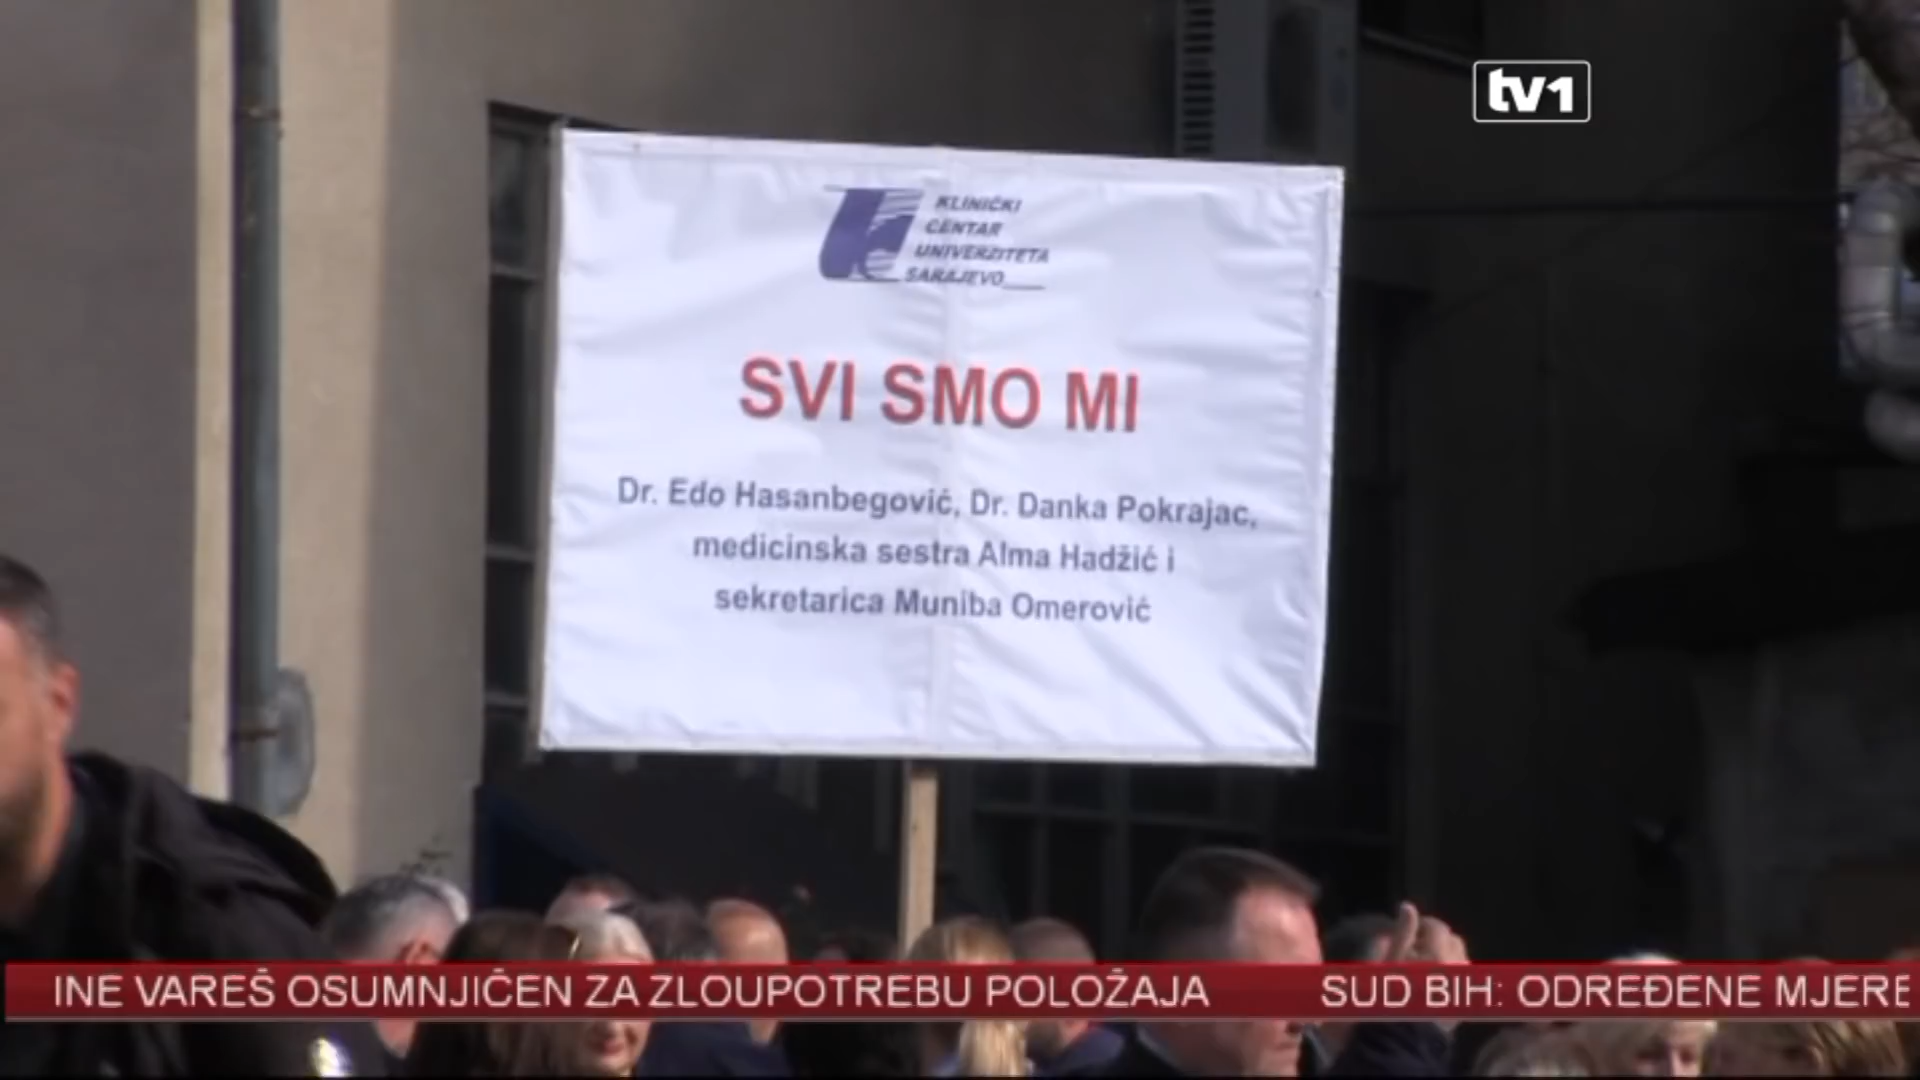 tv1
KLINIČKI
CENTAR
UNIVERZITETA
SARAJEVO
SVI SMO MI
Dr. Edo Hasanbegović, Dr. Danka Pokrajac,
medicinska sestra Alma Hadžić i
sekretarica Muniba Omerović
INE VAREŠ OSUMNJIČEN ZA ZLOUPOTREBU POLOŽAJA SUD BIH: ODREĐENE MJERE